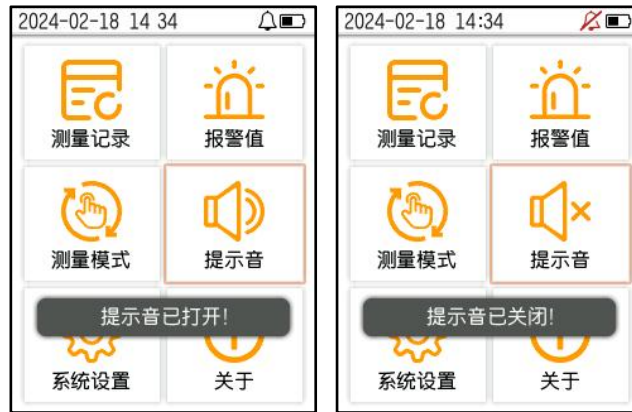 2024-02-18 14 34
测量记录
报警值
测量模式
提示音
提示音已打开!
系统设置
关于
2024-02-18 14:34
测量记录
报警值
测量模式
提示音
提示音已关闭!
系统设置
关于